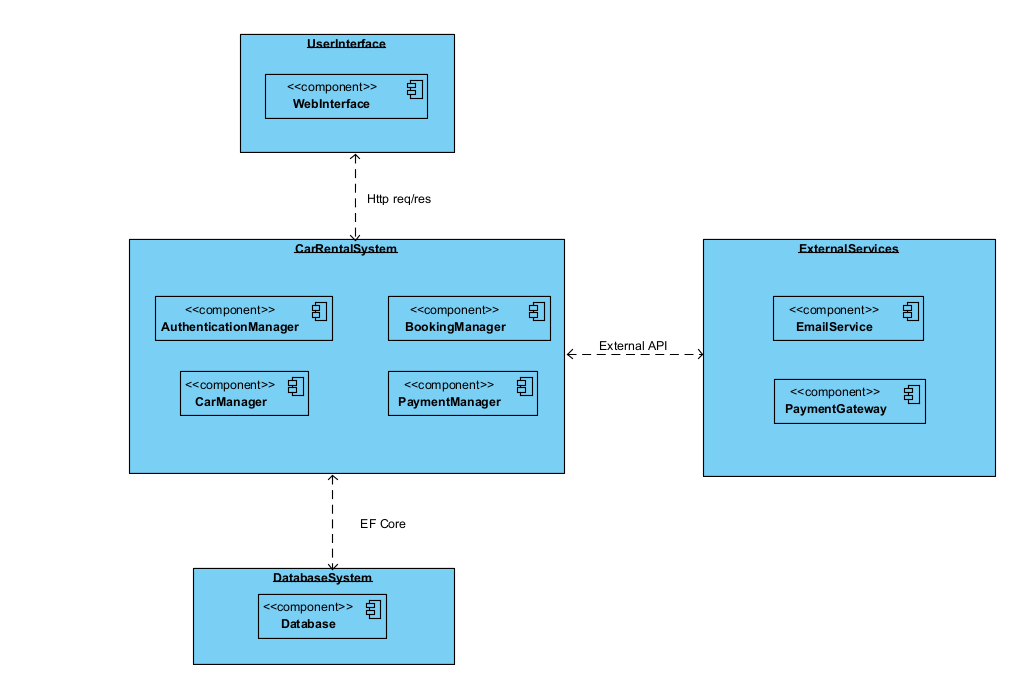 UserInterface
<<component>>
WebInterface
Http req/res
CarRentalSystem
<<component>>
AuthenticationManager
<<component>>
BookingManager
<<component>>
CarManager
<<component>>
PaymentManager
External API
ExternalServices
<<component>>
EmailService
<<component>>
PaymentGateway
EF Core
DatabaseSystem
<<component>>
Database